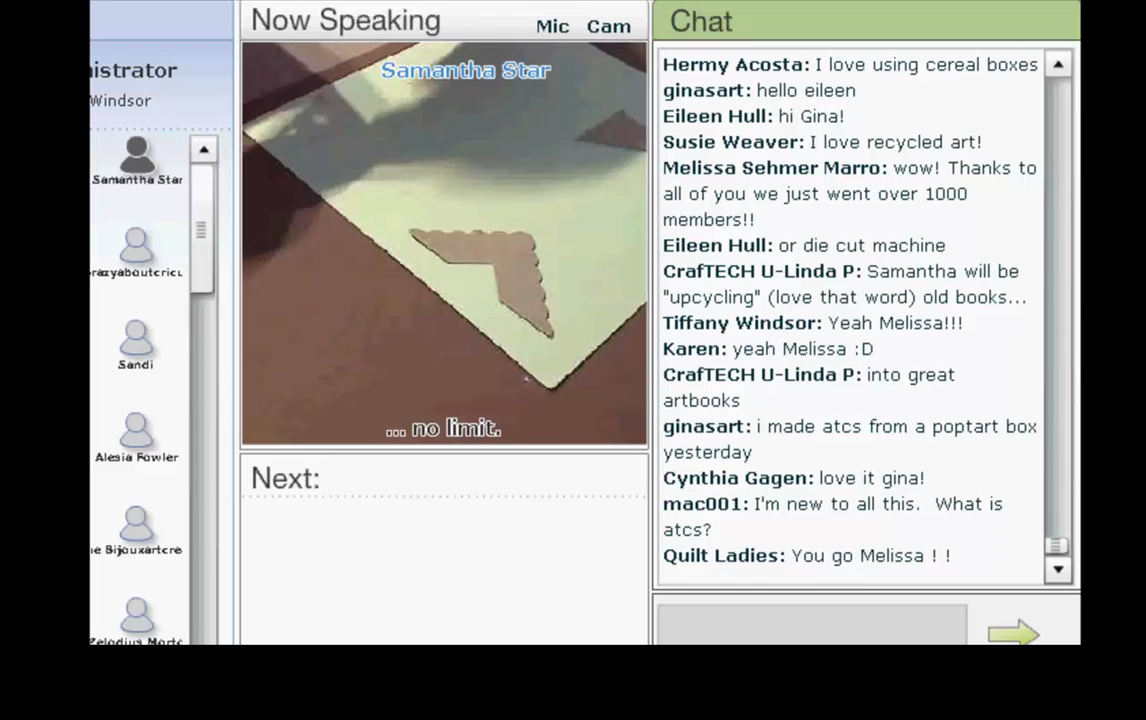 Now Speaking
Mic Cam
Chat
istrator
Windsor
Samantha Star
Samantha Star
Sandi
Alesia Fowler
... no limit.
Next:
Hermy Acosta: I love using cereal boxes
ginasart: hello eileen
Eileen Hull: hi Gina!
Susie Weaver: I love recycled art!
Melissa Sehmer Marro: wow! Thanks to
all of you we just went over 1000
members!!
Eileen Hull: or die cut machine
CrafTECH U-Linda P: Samantha will be
"upcycling" (love that word) old books...
Tiffany Windsor: Yeah Melissa!!!
Karen: yeah Melissa :D
CrafTECH U-Linda P: into great
artbooks
ginasart: i made atcs from a poptart box
yesterday
Cynthia Gagen: love it gina!
mac001: I'm new to all this. What is
atcs?
Quilt Ladies: You go Melissa ! !